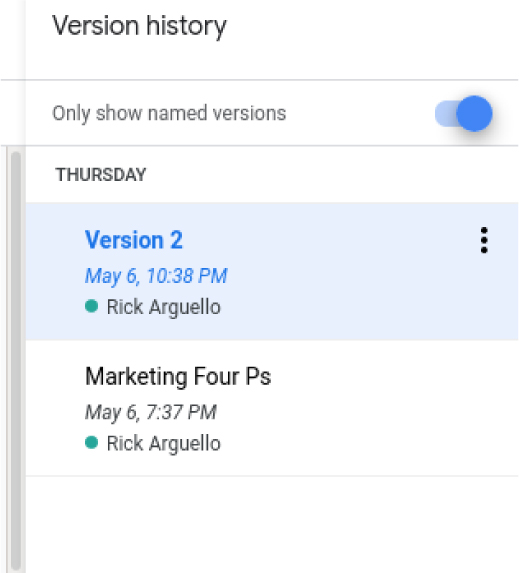 Version history
Only show named versions
THURSDAY
Version 2
May 6, 10:38 PM
Rick Arguello
Marketing Four Ps
May 6, 7:37 PM
Rick Arguello